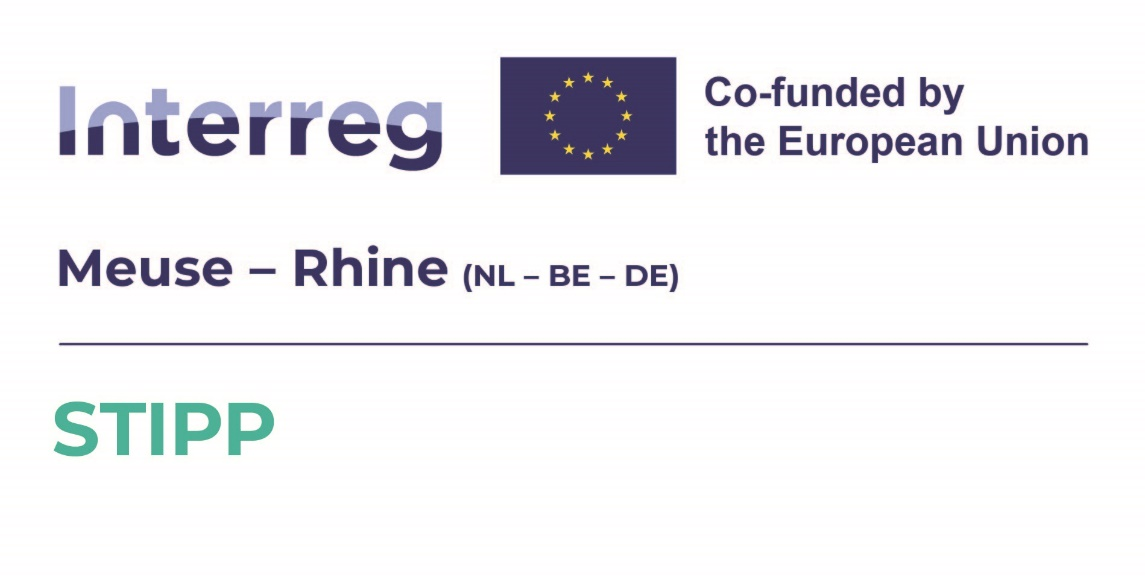 Interreg
Co-funded by
the European Union
Meuse – Rhine (NL – BE – DE)
STIPP